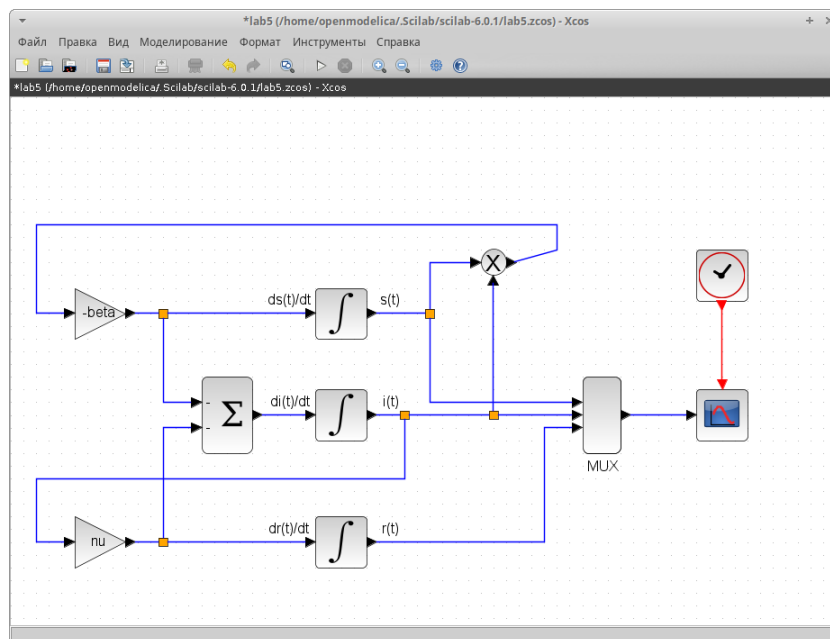 *lab5 (/home/openmodelica/.Scilab/scilab-6.0.1/lab5.zcos) - Xcos
Файл Правка Вид Моделирование Формат Инструменты Справка
*lab5 (/home/openmodelica/.Scilab/scilab-6.0.1/lab5.zcos) - Xcos
X
-beta
ds(t)/dt
∫
s(t)
-
-
Σ
di(t)/dt
∫
i(t)
MUX
nu
dr(t)/dt
∫
r(t)